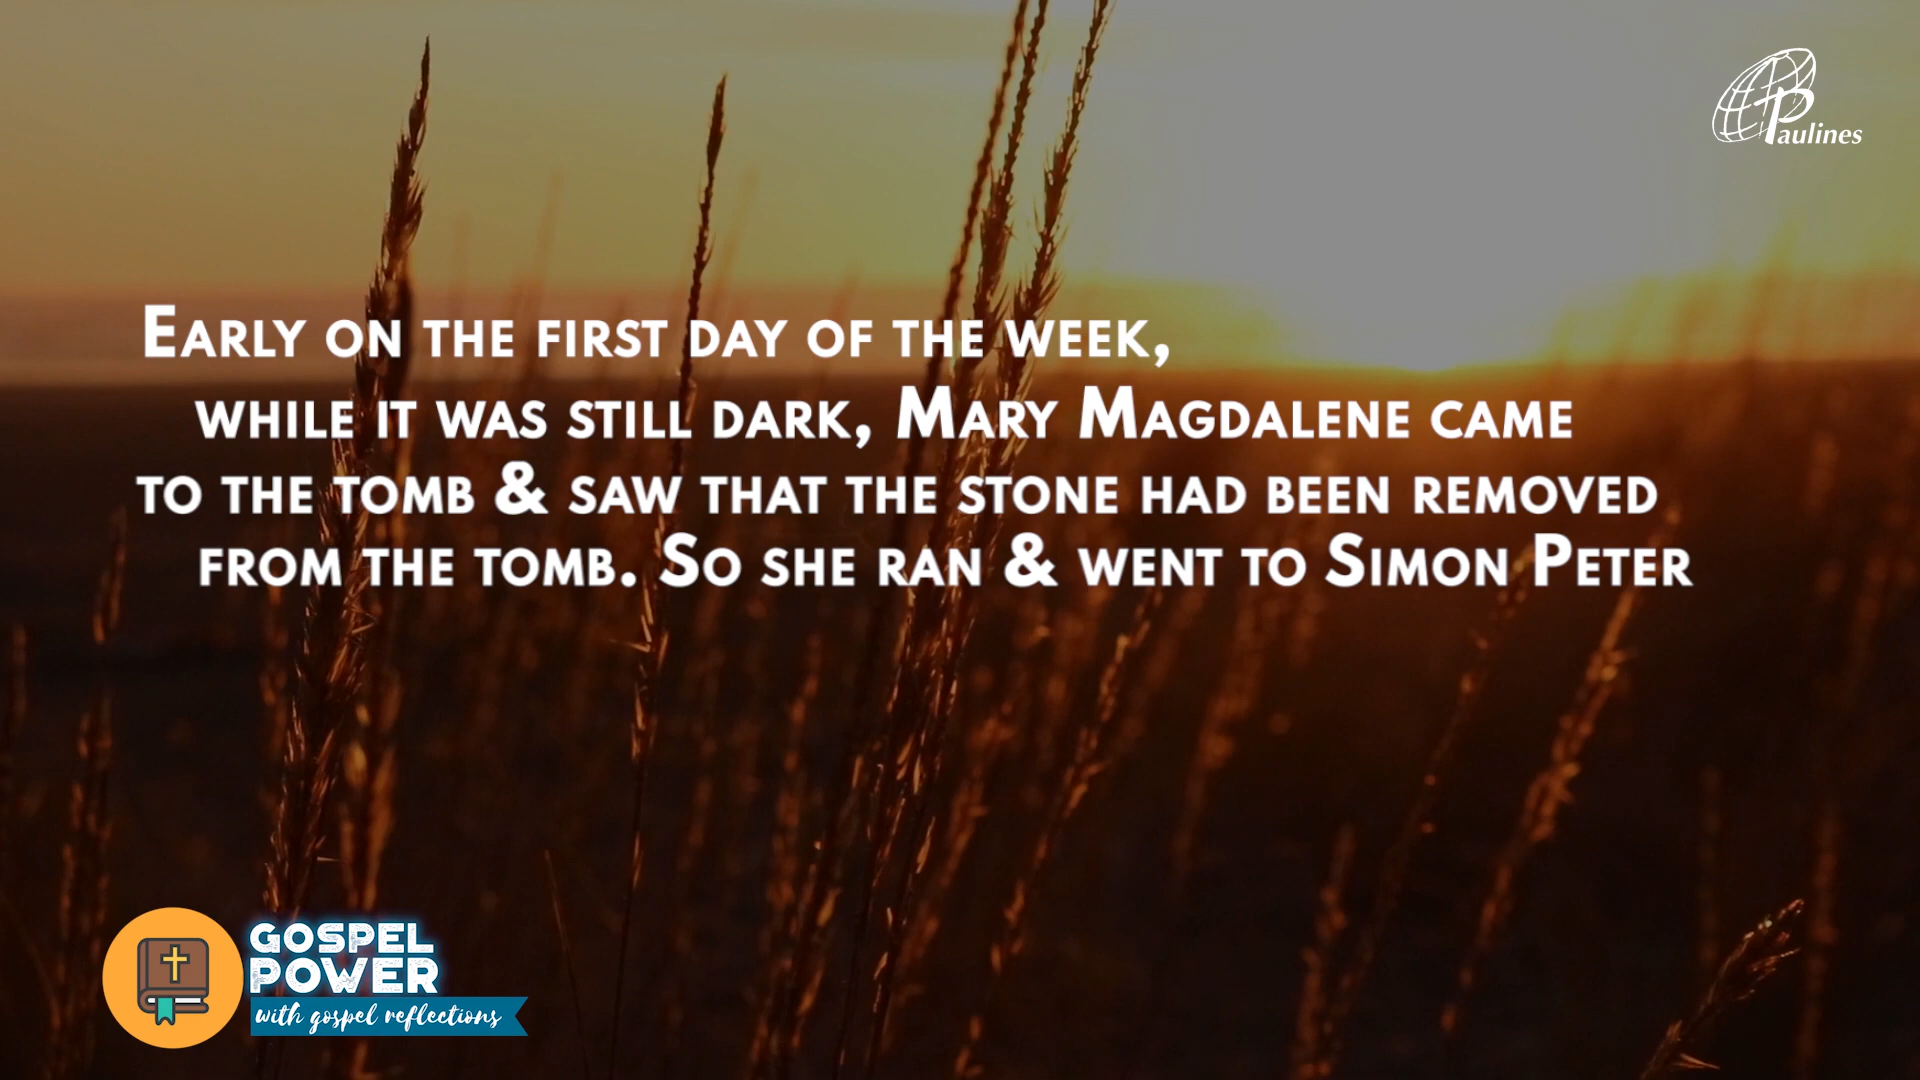 Paulines
Early on the first day of the week,
while it was still dark, Mary Magdalene came
to the tomb & saw that the stone had been removed
from the tomb. So she ran & went to Simon Peter
GOSPEL
POWER
with gospel reflections